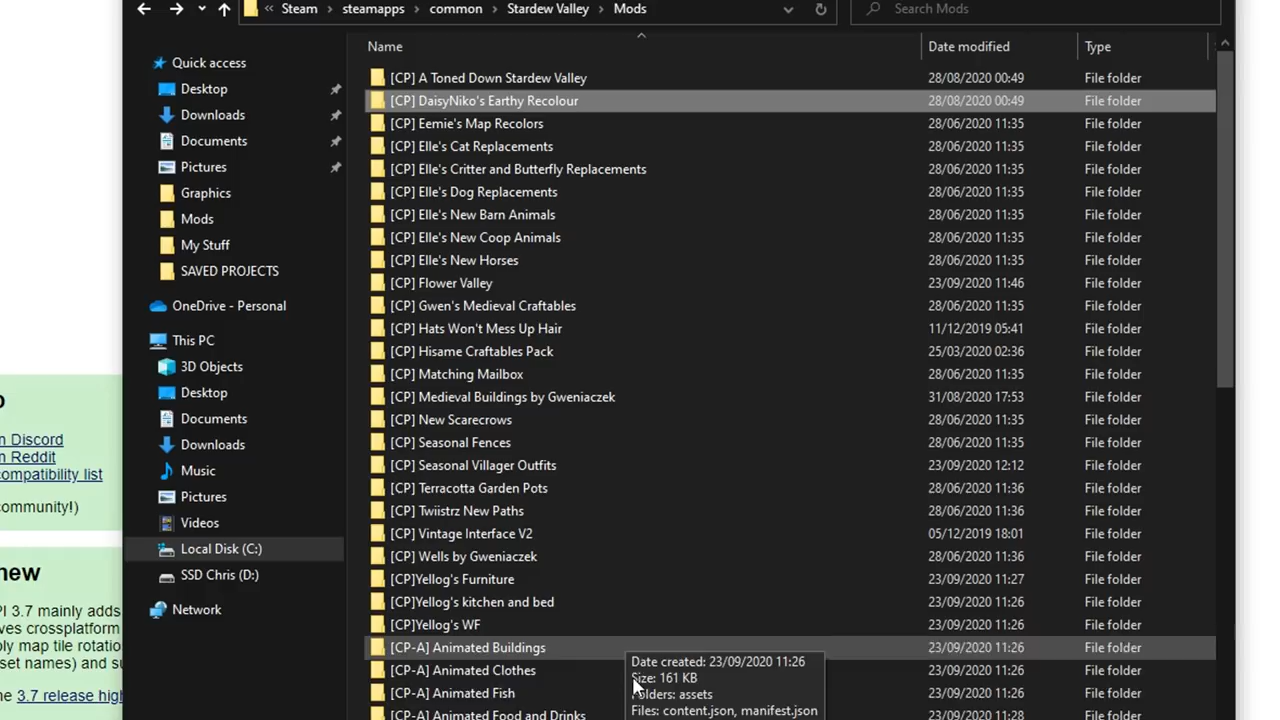 « Steam > steamapps > common > Stardew Valley > Mods
Search Mods
Name Date modified Type
Quick access
Desktop
Downloads
Documents
Pictures
Graphics
Mods
My Stuff
SAVED PROJECTS
OneDrive - Personal
This PC
3D Objects
Desktop
Documents
Downloads
Music
Pictures
Videos
Local Disk (C:)
SSD Chris (D:)
Network
[CP] A Toned Down Stardew Valley 28/08/2020 00:49 File folder
[CP] DaisyNiko's Earthy Recolour 28/08/2020 00:49 File folder
[CP] Eemie's Map Recolors 28/06/2020 11:35 File folder
[CP] Elle's Cat Replacements 28/06/2020 11:35 File folder
[CP] Elle's Critter and Butterfly Replacements 28/06/2020 11:35 File folder
[CP] Elle's Dog Replacements 28/06/2020 11:35 File folder
[CP] Elle's New Barn Animals 28/06/2020 11:35 File folder
[CP] Elle's New Coop Animals 28/06/2020 11:35 File folder
[CP] Elle's New Horses 28/06/2020 11:35 File folder
[CP] Flower Valley 23/09/2020 11:46 File folder
[CP] Gwen's Medieval Craftables 28/06/2020 11:35 File folder
[CP] Hats Won't Mess Up Hair 11/12/2019 05:41 File folder
[CP] Hisame Craftables Pack 25/03/2020 02:36 File folder
[CP] Matching Mailbox 28/06/2020 11:35 File folder
[CP] Medieval Buildings by Gweniaczek 31/08/2020 17:53 File folder
[CP] New Scarecrows 28/06/2020 11:35 File folder
[CP] Seasonal Fences 28/06/2020 11:35 File folder
[CP] Seasonal Villager Outfits 23/09/2020 12:12 File folder
[CP] Terracotta Garden Pots 28/06/2020 11:36 File folder
[CP] Twiistrz New Paths 28/06/2020 11:36 File folder
[CP] Vintage Interface V2 05/12/2019 18:01 File folder
[CP] Wells by Gweniaczek 28/06/2020 11:36 File folder
[CP]Yellog's Furniture 23/09/2020 11:27 File folder
[CP]Yellog's kitchen and bed 23/09/2020 11:26 File folder
[CP]Yellog's WF 23/09/2020 11:26 File folder
[CP-A] Animated Buildings 23/09/2020 11:26 File folder
[CP-A] Animated Clothes 23/09/2020 11:26 File folder
[CP-A] Animated Fish 23/09/2020 11:26 File folder
[CP-A] Animated Food and Drinks 23/09/2020 11:28 File folder
Date created: 23/09/2020 11:26
Size: 161 KB
Folders: assets
Files: content.json, manifest.json
n Discord
n Reddit
ompatibility list
ommunity!)
new
PI 3.7 mainly adds
ves crossplatform
ply map tile rotatio
set names) and su
he 3.7 release high